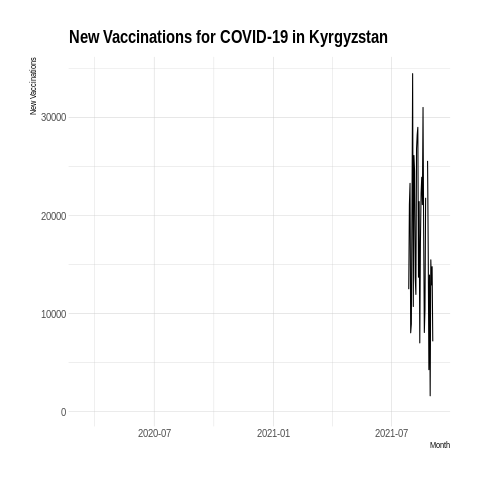 New Vaccinations for COVID-19 in Kyrgyzstan
New Vaccinations
30000
20000
10000
0
2020-07
2021-01
2021-07
Month